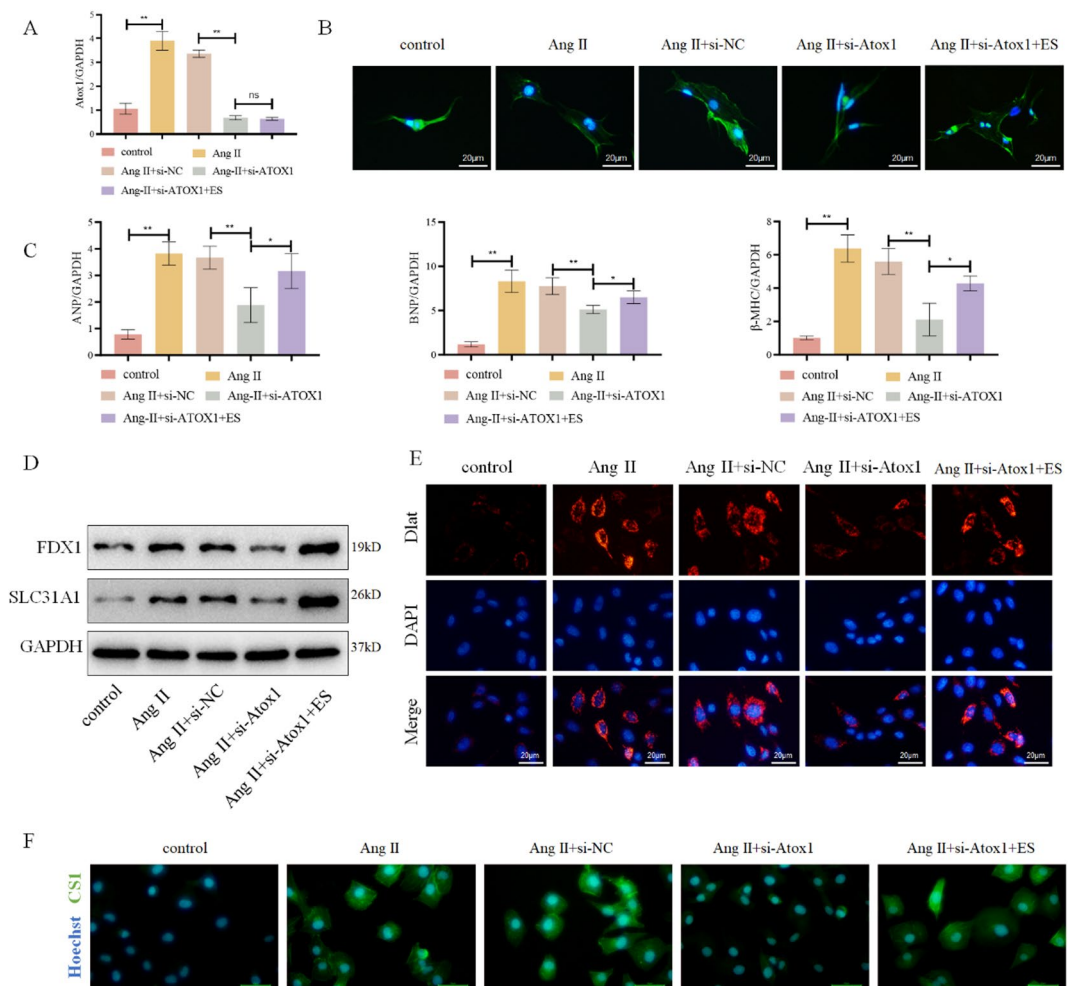 A
Atox1/GAPDH
5
4
3
2
1
0
**
**
ns
control
Ang II
Ang II+si-NC
Ang-II+si-ATOX1
Ang-II+si-ATOX1+ES
B
control
Ang II
Ang II+si-NC
Ang II+si-Atox1
Ang II+si-Atox1+ES
20μm
20μm
20μm
20μm
20μm
C
ANP/GAPDH
5
4
3
2
1
0
**
**
*
control
Ang II
Ang II+si-NC
Ang-II+si-ATOX1
Ang-II+si-ATOX1+ES
BNP/GAPDH
15
10
5
0
**
**
*
control
Ang II
Ang II+si-NC
Ang-II+si-ATOX1
Ang-II+si-ATOX1+ES
β-MHC/GAPDH
8
6
4
2
0
**
**
*
control
Ang II
Ang II+si-NC
Ang-II+si-ATOX1
Ang-II+si-ATOX1+ES
D
FDX1
19kD
SLC31A1
26kD
GAPDH
37kD
control
Ang II
Ang II+si-NC
Ang II+si-Atox1
Ang II+si-Atox1+ES
E
control
Ang II
Ang II+si-NC
Ang II+si-Atox1
Ang II+si-Atox1+ES
Dlat
DAPI
Merge
20μm
20μm
20μm
20μm
20μm
F
control
Ang II
Ang II+si-NC
Ang II+si-Atox1
Ang II+si-Atox1+ES
Hoechst CS1